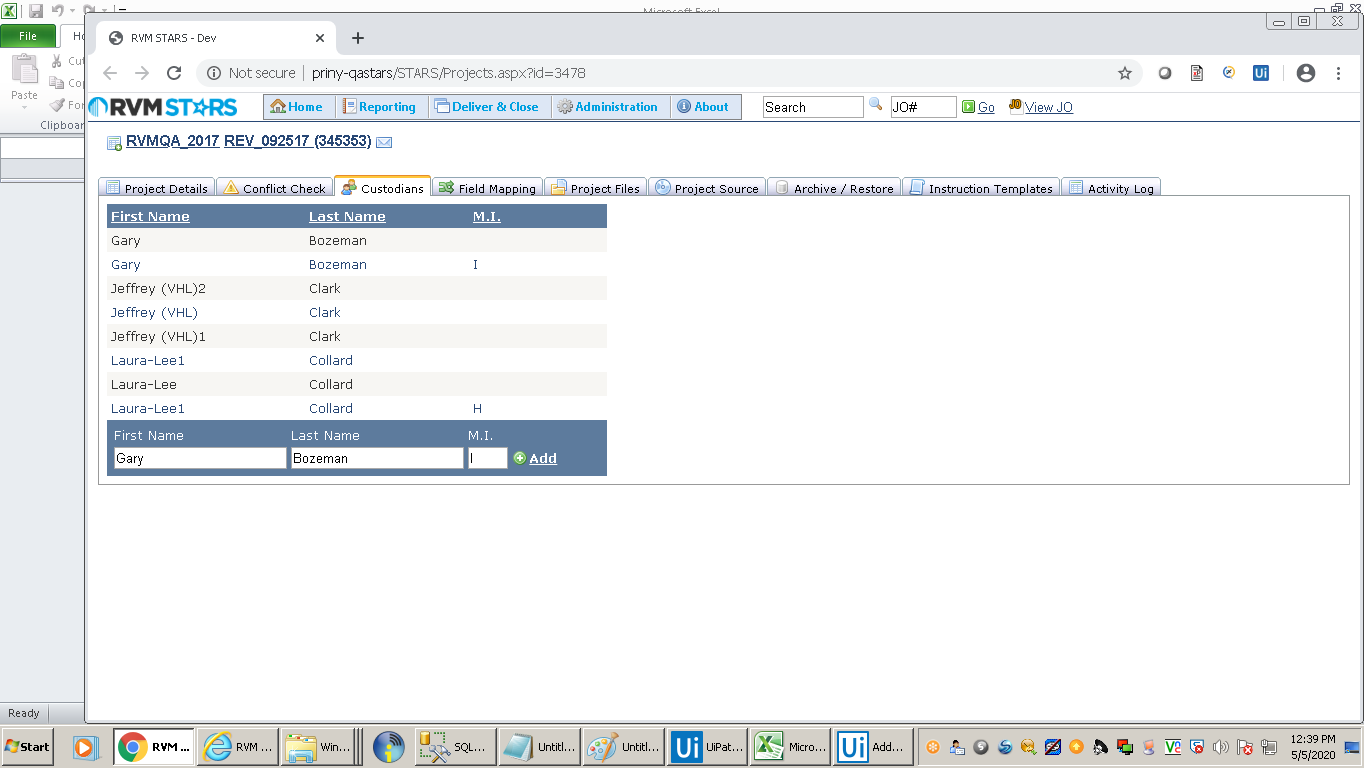 Microsoft Excel
File
RVM STARS - Dev
Cut
Paste
Clipboar
Not secure | priny-qastars/STARS/Projects.aspx?id=3478
Ui
RVM STARS Home Reporting Deliver & Close Administration About Search JO# Go View JO
RVMQA_2017 REV_092517 (345353)
Project Details Conflict Check Custodians Field Mapping Project Files Project Source Archive / Restore Instruction Templates Activity Log
First Name Last Name M.I.
Gary Bozeman
Gary Bozeman I
Jeffrey (VHL)2 Clark
Jeffrey (VHL) Clark
Jeffrey (VHL)1 Clark
Laura-Lee1 Collard
Laura-Lee Collard
Laura-Lee1 Collard H
First Name Last Name M.I.
Gary Bozeman I Add
Ready
Start RVM ... RVM ... Win... SQL... Untitl... Untitl... Ui UiPat... Micro... Ui Add... 12:39 PM
5/5/2020